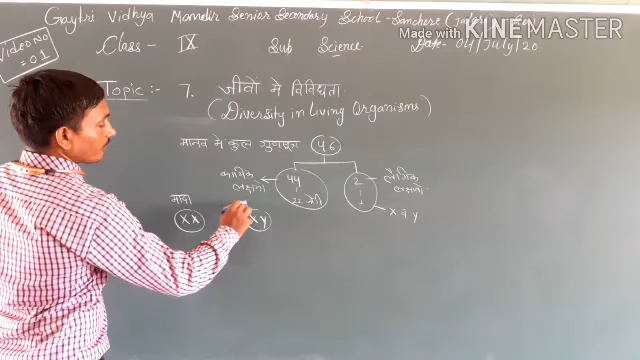 Gaytri Vidhya Mandir Senior Secondary School - Sanchore
Made with KINEMASTER
Video No = 01
Class - IX Sub Science Date - 04/July/20
Topic :- 7. जीवों में विविधता
(Diversity in Living Organisms)
मानव में कुल गुणसूत्र 46
कायिक लक्षणों
44
22 जोड़ी
2
लैंगिक लक्षणों
X व Y
मादा
XX
XY